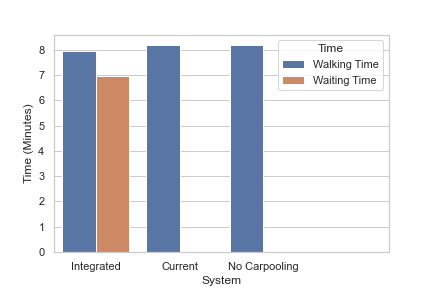 Time
Walking Time
Waiting Time
8
7
6
5
4
3
2
1
0
Time (Minutes)
Integrated
Current
No Carpooling
System